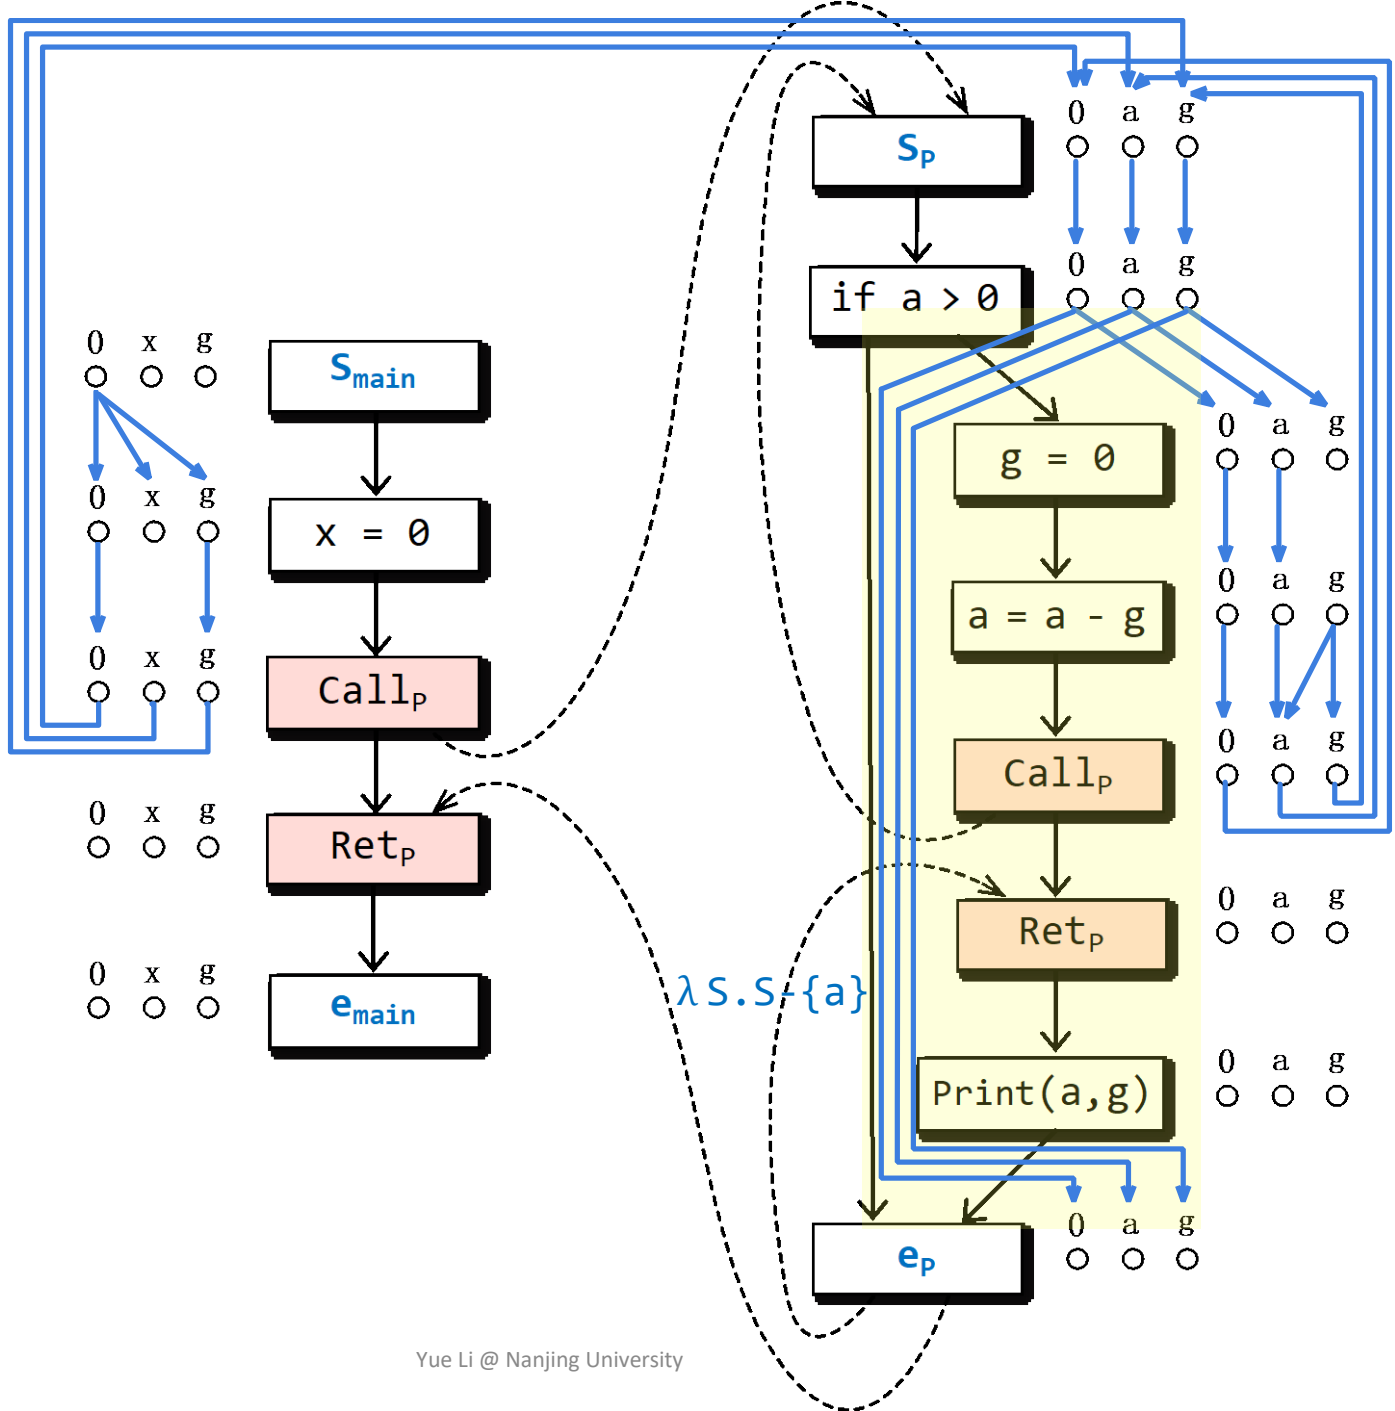 0 a g
S_P
0 a g
if a > 0
0 x g
S_main
0 a g
g = 0
0 x g
x = 0
0 a g
a = a - g
0 x g
Call_P
0 a g
Call_P
0 x g
Ret_P
0 a g
Ret_P
0 x g
e_main
λ S.S-{a}
0 a g
Print(a,g)
0 a g
e_P
Yue Li @ Nanjing University